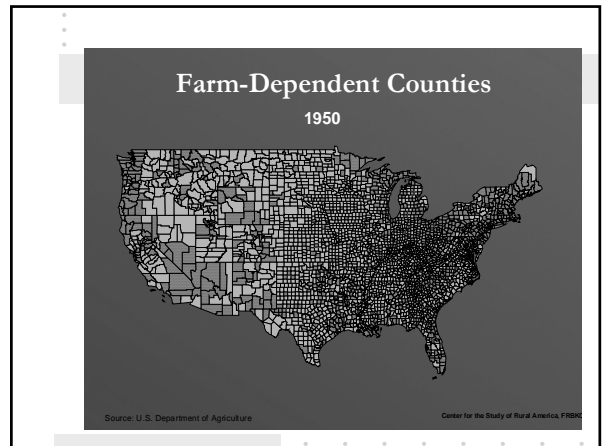 Farm-Dependent Counties
1950
Source: U.S. Department of Agriculture
Center for the Study of Rural America, FRBKC